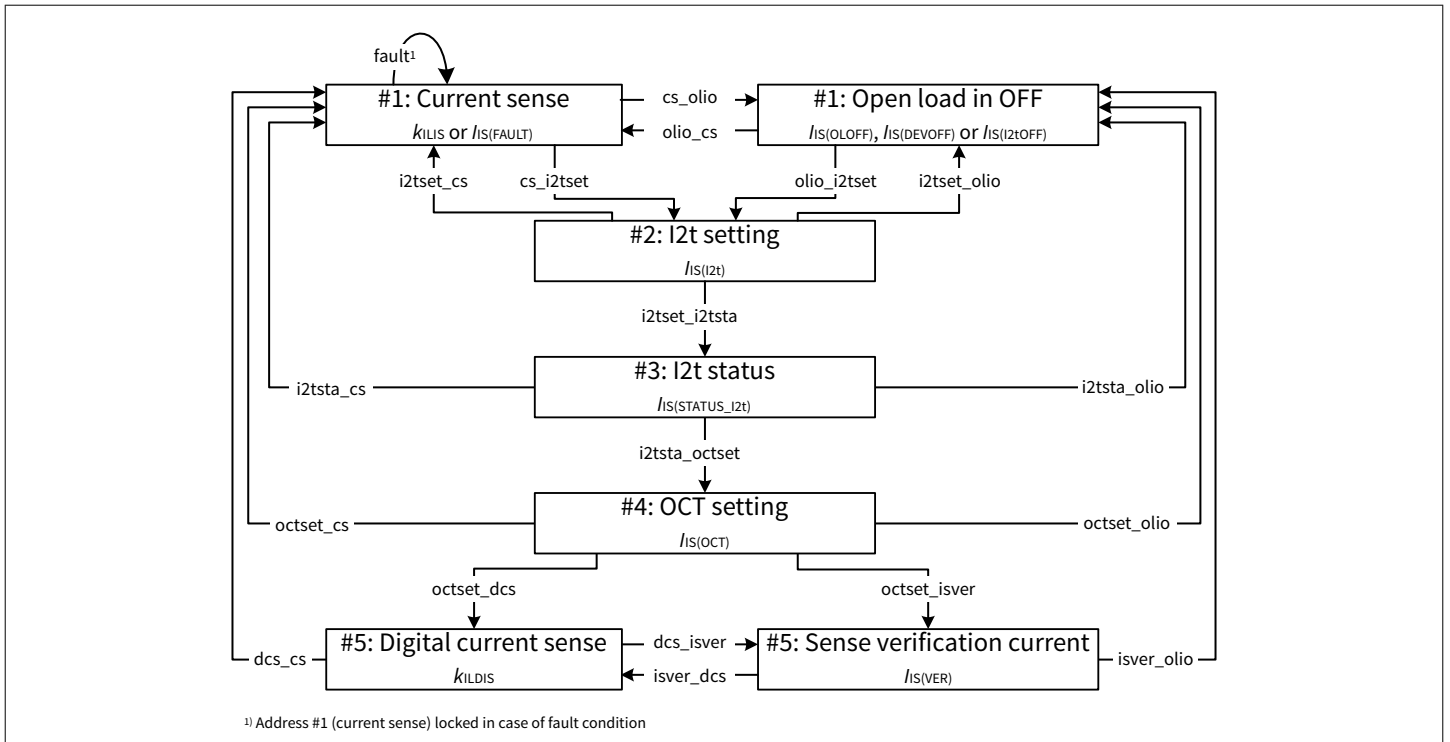 fault¹
#1: Current sense
kILIS or IIS(FAULT)
cs_olio
olio_cs
#1: Open load in OFF
IIS(OLOFF), IIS(DEVOFF) or IIS(I2tOFF)
i2tset_cs
cs_i2tset
olio_i2tset
i2tset_olio
#2: I2t setting
IIS(I2t)
i2tset_i2tsta
#3: I2t status
IIS(STATUS_I2t)
i2tsta_cs
i2tsta_olio
i2tsta_octset
#4: OCT setting
IIS(OCT)
octset_cs
octset_olio
octset_dcs
octset_isver
#5: Digital current sense
kILDIS
dcs_isver
isver_dcs
#5: Sense verification current
IIS(VER)
dcs_cs
isver_olio
¹⁾ Address #1 (current sense) locked in case of fault condition